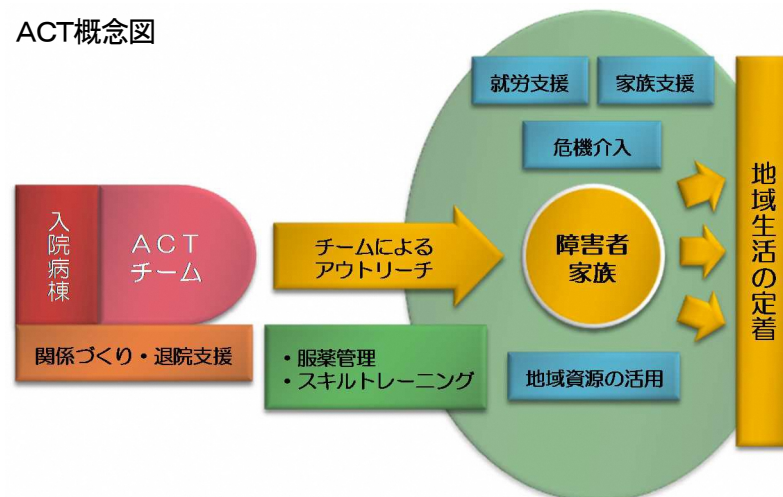 ACT概念図
就労支援
家族支援
危機介入
入院病棟
ACT
チーム
チームによる
アウトリーチ
障害者
家族
地域生活の定着
関係づくり・退院支援
・服薬管理
・スキルトレーニング
地域資源の活用